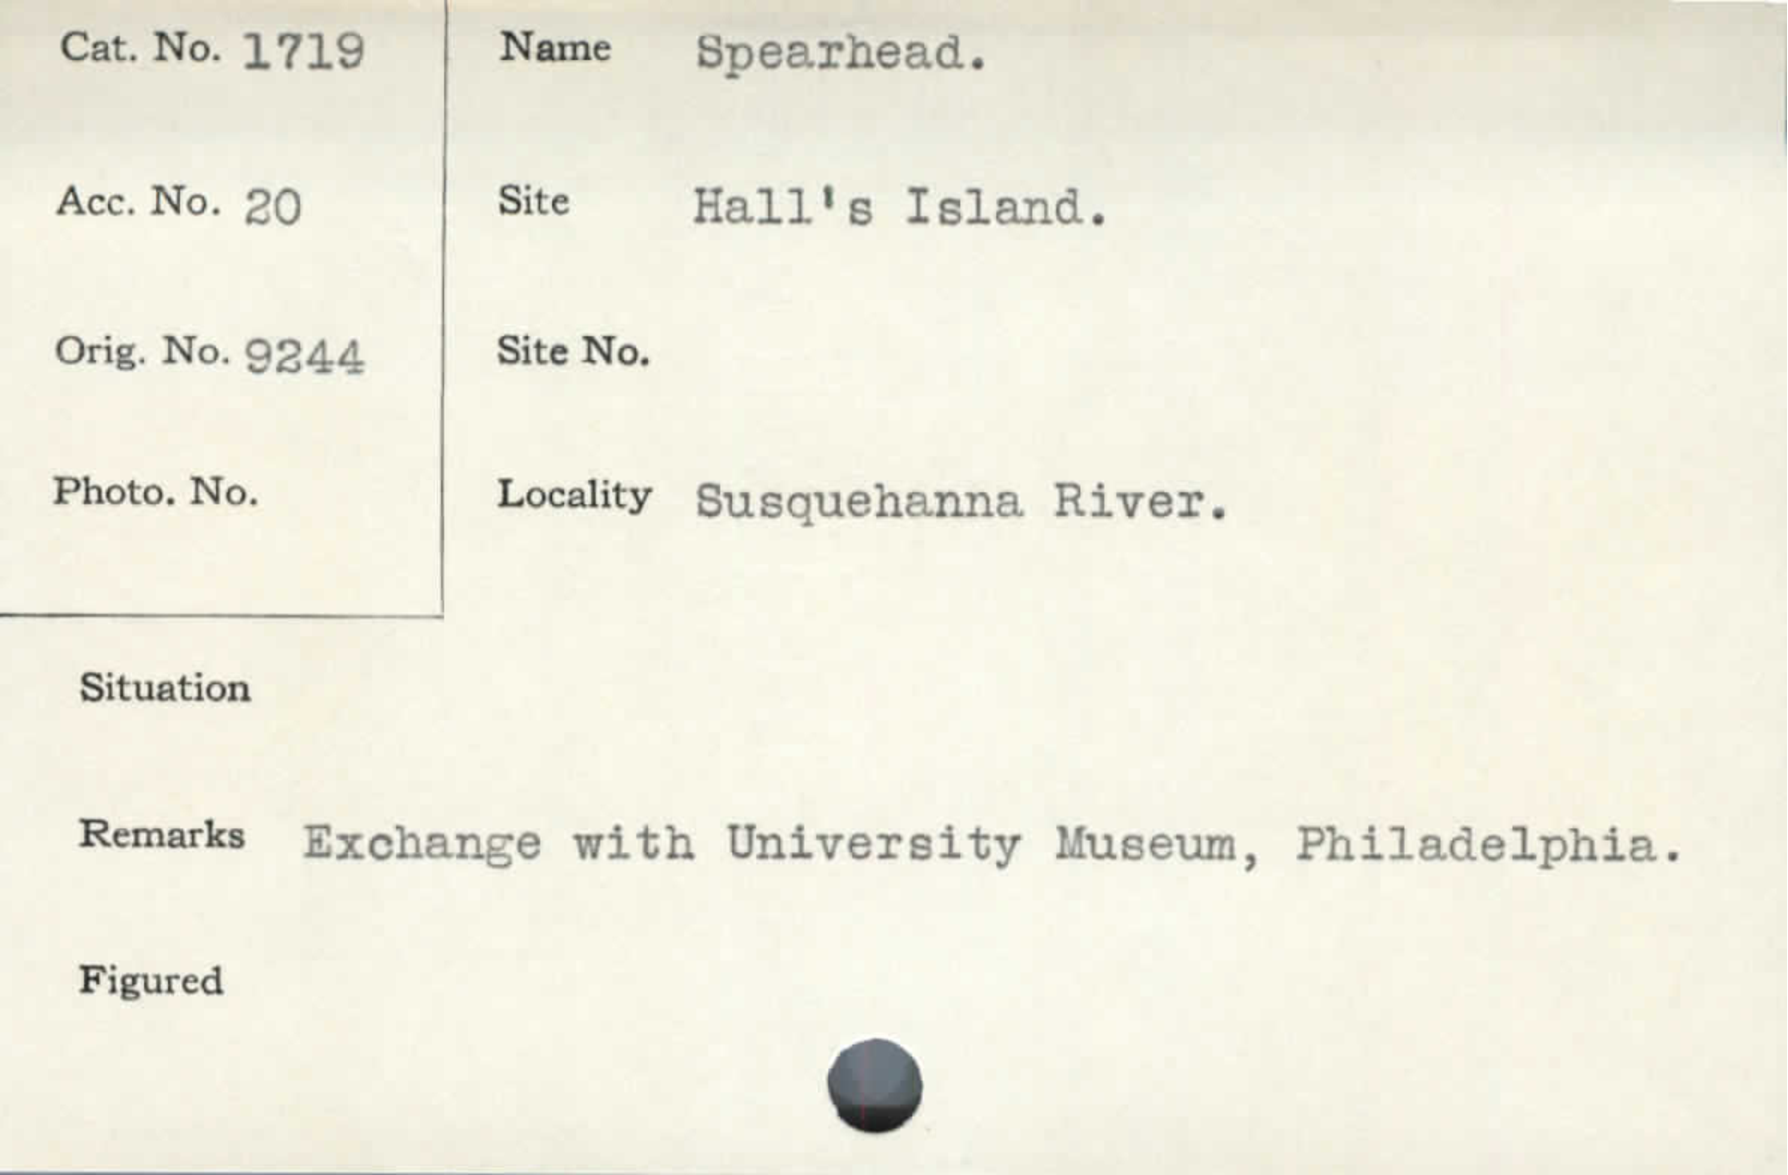 Cat. No. 1719
Acc. No. 20
Orig. No. 9244
Photo. No.
Name Spearhead.
Site Hall's Island.
Site No.
Locality Susquehanna River.
Situation
Remarks Exchange with University Museum, Philadelphia.
Figured